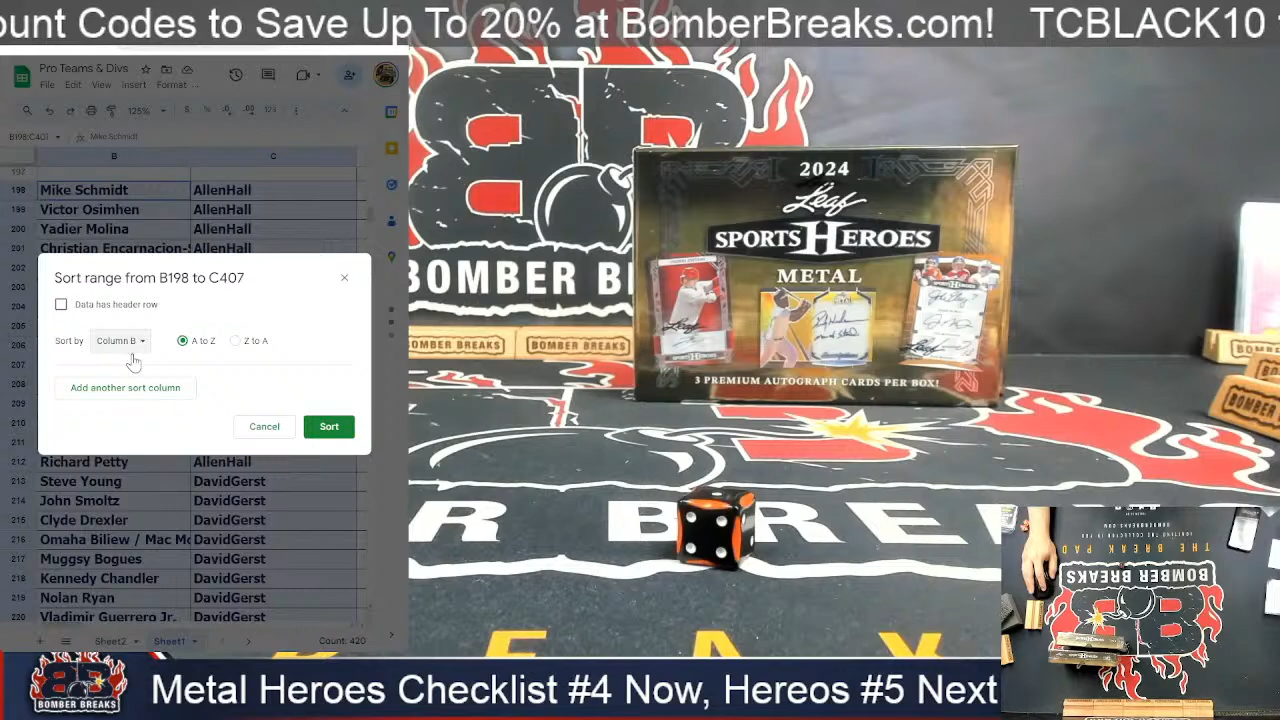 ount Codes to Save Up To 20% at BomberBreaks.com! TCBLACK10
Pro Teams & Divs
File Edit View Insert Format ...
125%
B198:C407 Mike Schmidt
B C
197
198 Mike Schmidt AllenHall
199 Victor Osimhen AllenHall
200 Yadier Molina AllenHall
201 Christian Encarnacion-S AllenHall
202
203
204
205
206
207
208
209
210
211
Sort range from B198 to C407
Data has header row
Sort by Column B A to Z Z to A
Add another sort column
Cancel Sort
212 Richard Petty AllenHall
213 Steve Young DavidGerst
214 John Smoltz DavidGerst
215 Clyde Drexler DavidGerst
216 Omaha Biliew / Mac Mc DavidGerst
217 Muggsy Bogues DavidGerst
218 Kennedy Chandler DavidGerst
219 Nolan Ryan DavidGerst
220 Vladimir Guerrero Jr. DavidGerst
Sheet2 Sheet1 Count: 420
BOMBER BREAKS
BOMBER B
BOMBER BREAKS
BOMBER BREAKS
2024
Leaf
SPORTS HEROES
METAL
3 PREMIUM AUTOGRAPH CARDS PER BOX!
BOMB
BOMBER
R BRE
E A K
THE BREAK PAD
BOMBER BREAKS
Metal Heroes Checklist #4 Now, Hereos #5 Next